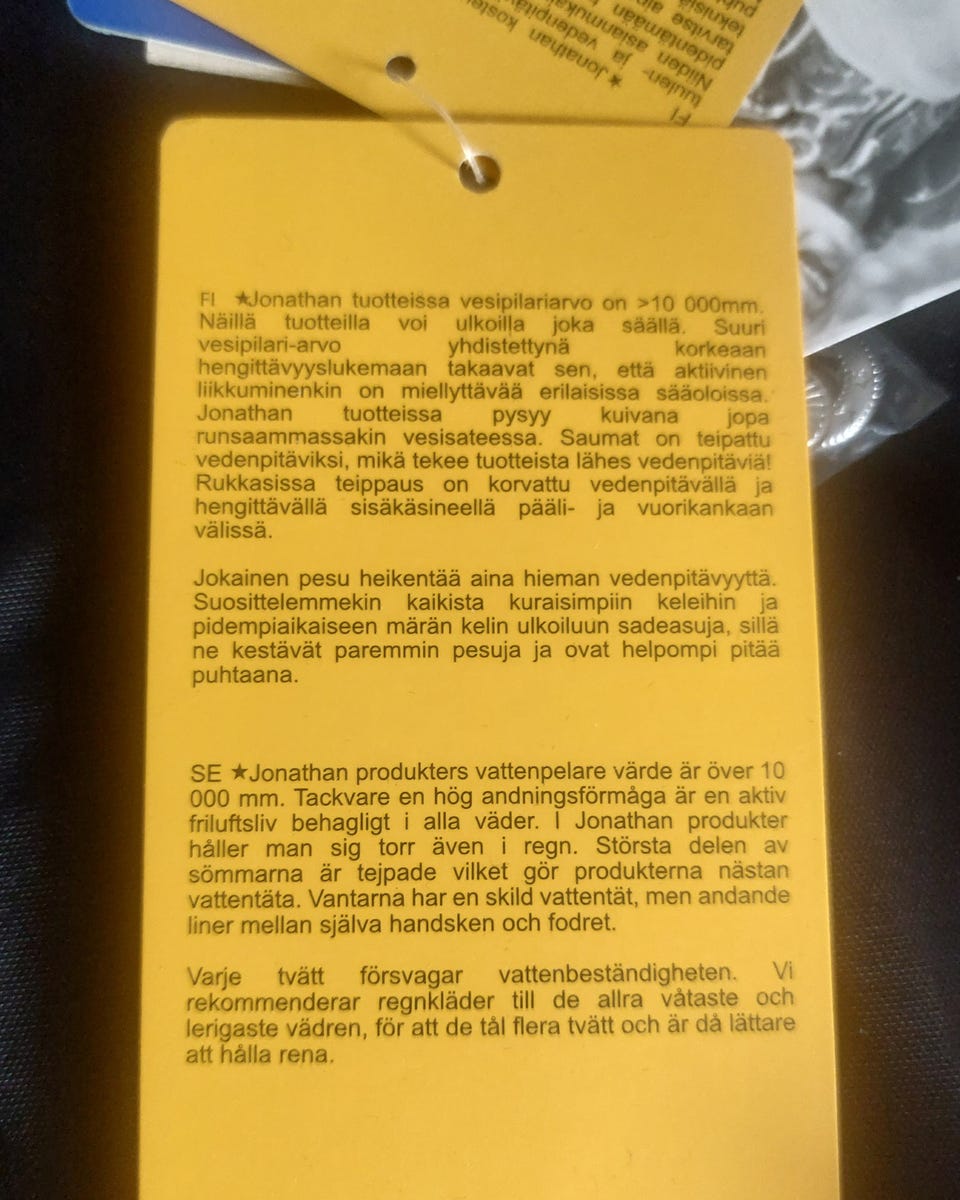 FI ★Jonathan tuotteissa vesipilariarvo on >10 000mm.
Näillä tuotteilla voi ulkoilla joka säällä. Suuri
vesipilari-arvo yhdistettynä korkeaan
hengittävyyslukemaan takaavat sen, että aktiivinen
liikkuminenkin on miellyttävää erilaisissa sääoloissa.
Jonathan tuotteissa pysyy kuivana jopa
runsaammassakin vesisateessa. Saumat on teipattu
vedenpitäviksi, mikä tekee tuotteista lähes vedenpitäviä!
Rukkasissa teippaus on korvattu vedenpitävällä ja
hengittävällä sisäkäsineellä pääli- ja vuorikankaan
välissä.
Jokainen pesu heikentää aina hieman vedenpitävyyttä.
Suosittelemmekin kaikista kuraisimpiin keleihin ja
pidempiaikaiseen märän kelin ulkoiluun sadeasuja, sillä
ne kestävät paremmin pesuja ja ovat helpompi pitää
puhtaana.
SE ★Jonathan produkters vattenpelare värde är över 10
000 mm. Tackvare en hög andningsförmåga är en aktiv
friluftsliv behagligt i alla väder. I Jonathan produkter
håller man sig torr även i regn. Största delen av
sömmarna är tejpade vilket gör produkterna nästan
vattentäta. Vantarna har en skild vattentät, men andande
liner mellan själva handsken och fodret.
Varje tvätt försvagar vattenbeständigheten. Vi
rekommenderar regnkläder till de allra våtaste och
lerigaste vädren, för att de tål flera tvätt och är då lättare
att hålla rena.
FI
★Jonathan
tuulen- ja
Niiden